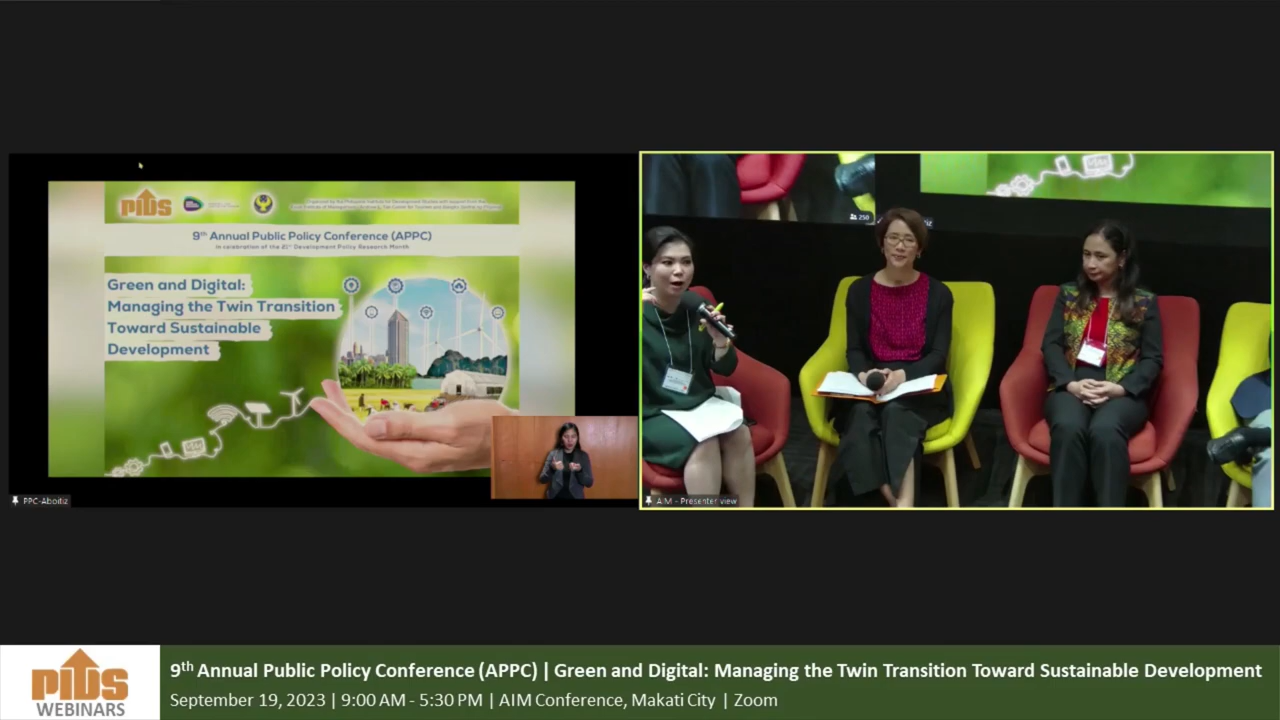 pids
9th Annual Public Policy Conference (APPC)
In celebration of the 21st Development Policy Research Month
Green and Digital:
Managing the Twin Transition
Toward Sustainable
Development
PPC-Aboitiz
250
AIM - Presenter view
pids
WEBINARS
9th Annual Public Policy Conference (APPC) | Green and Digital: Managing the Twin Transition Toward Sustainable Development
September 19, 2023 | 9:00 AM - 5:30 PM | AIM Conference, Makati City | Zoom